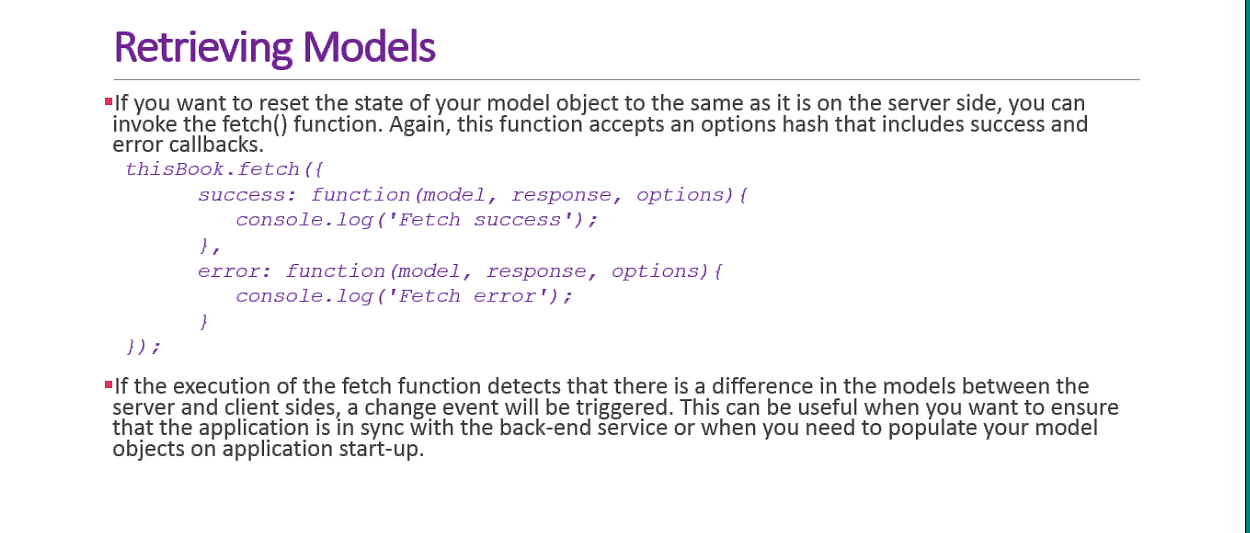 Retrieving Models
▪If you want to reset the state of your model object to the same as it is on the server side, you can
invoke the fetch() function. Again, this function accepts an options hash that includes success and
error callbacks.
thisBook.fetch({
success: function(model, response, options){
console.log('Fetch success');
},
error: function(model, response, options){
console.log('Fetch error');
}
});
▪If the execution of the fetch function detects that there is a difference in the models between the
server and client sides, a change event will be triggered. This can be useful when you want to ensure
that the application is in sync with the back-end service or when you need to populate your model
objects on application start-up.